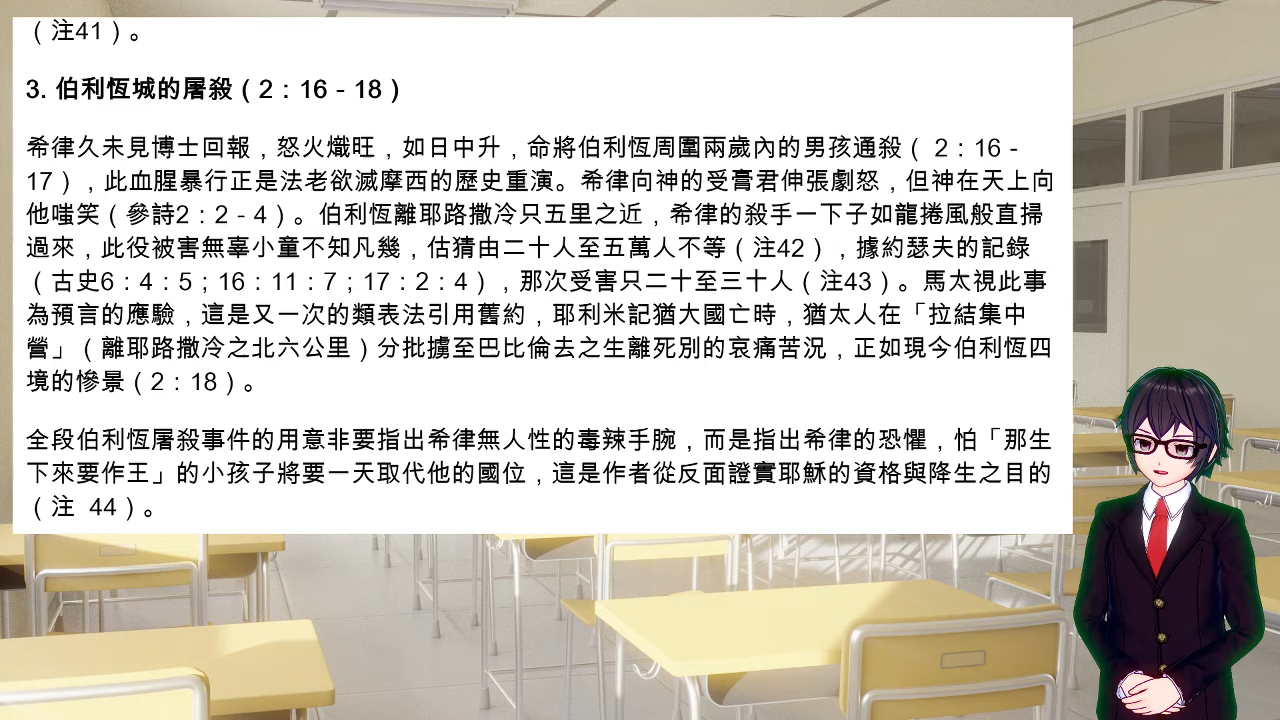 （注41）。
3. 伯利恆城的屠殺（2：16－18）
希律久未見博士回報，怒火熾旺，如日中升，命將伯利恆周圍兩歲內的男孩通殺（ 2：16－
17），此血腥暴行正是法老欲滅摩西的歷史重演。希律向神的受膏君伸張劇怒，但神在天上向
他嗤笑（參詩2：2－4）。伯利恆離耶路撒冷只五里之近，希律的殺手一下子如龍捲風般直掃
過來，此役被害無辜小童不知凡幾，估猜由二十人至五萬人不等（注42），據約瑟夫的記錄
（古史6：4：5；16：11：7；17：2：4），那次受害只二十至三十人（注43）。馬太視此事
為預言的應驗，這是又一次的類表法引用舊約，耶利米記猶大國亡時，猶太人在「拉結集中
營」（離耶路撒冷之北六公里）分批擄至巴比倫去之生離死別的哀痛苦況，正如現今伯利恆四
境的慘景（2：18）。
全段伯利恆屠殺事件的用意非要指出希律無人性的毒辣手腕，而是指出希律的恐懼，怕「那生
下來要作王」的小孩子將要一天取代他的國位，這是作者從反面證實耶穌的資格與降生之目的
（注 44）。